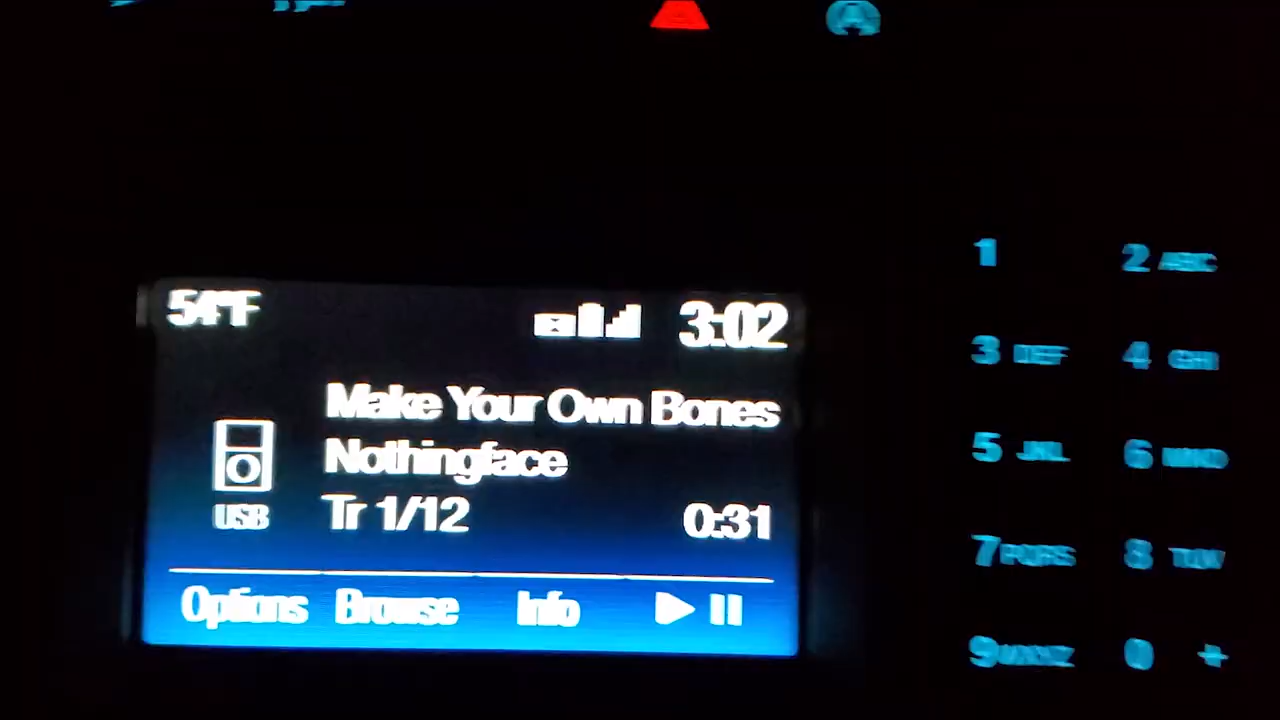 54°F 3:02
Make Your Own Bones
Nothingface
USB Tr 1/12 0:31
Options Browse Info
1 2 ABC
3 DEF 4 GHI
5 JKL 6 MNO
7 PQRS 8 TUV
9 WXYZ 0 +